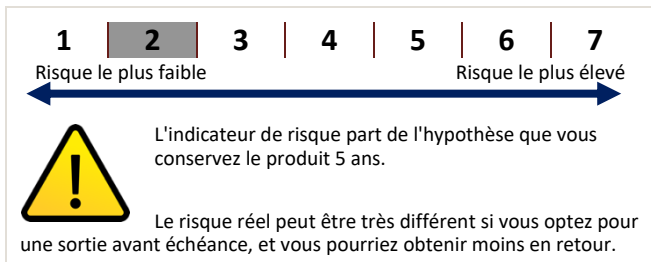 1 2 3 4 5 6 7
Risque le plus faible Risque le plus élevé
L'indicateur de risque part de l'hypothèse que vous
conservez le produit 5 ans.
Le risque réel peut être très différent si vous optez pour
une sortie avant échéance, et vous pourriez obtenir moins en retour.